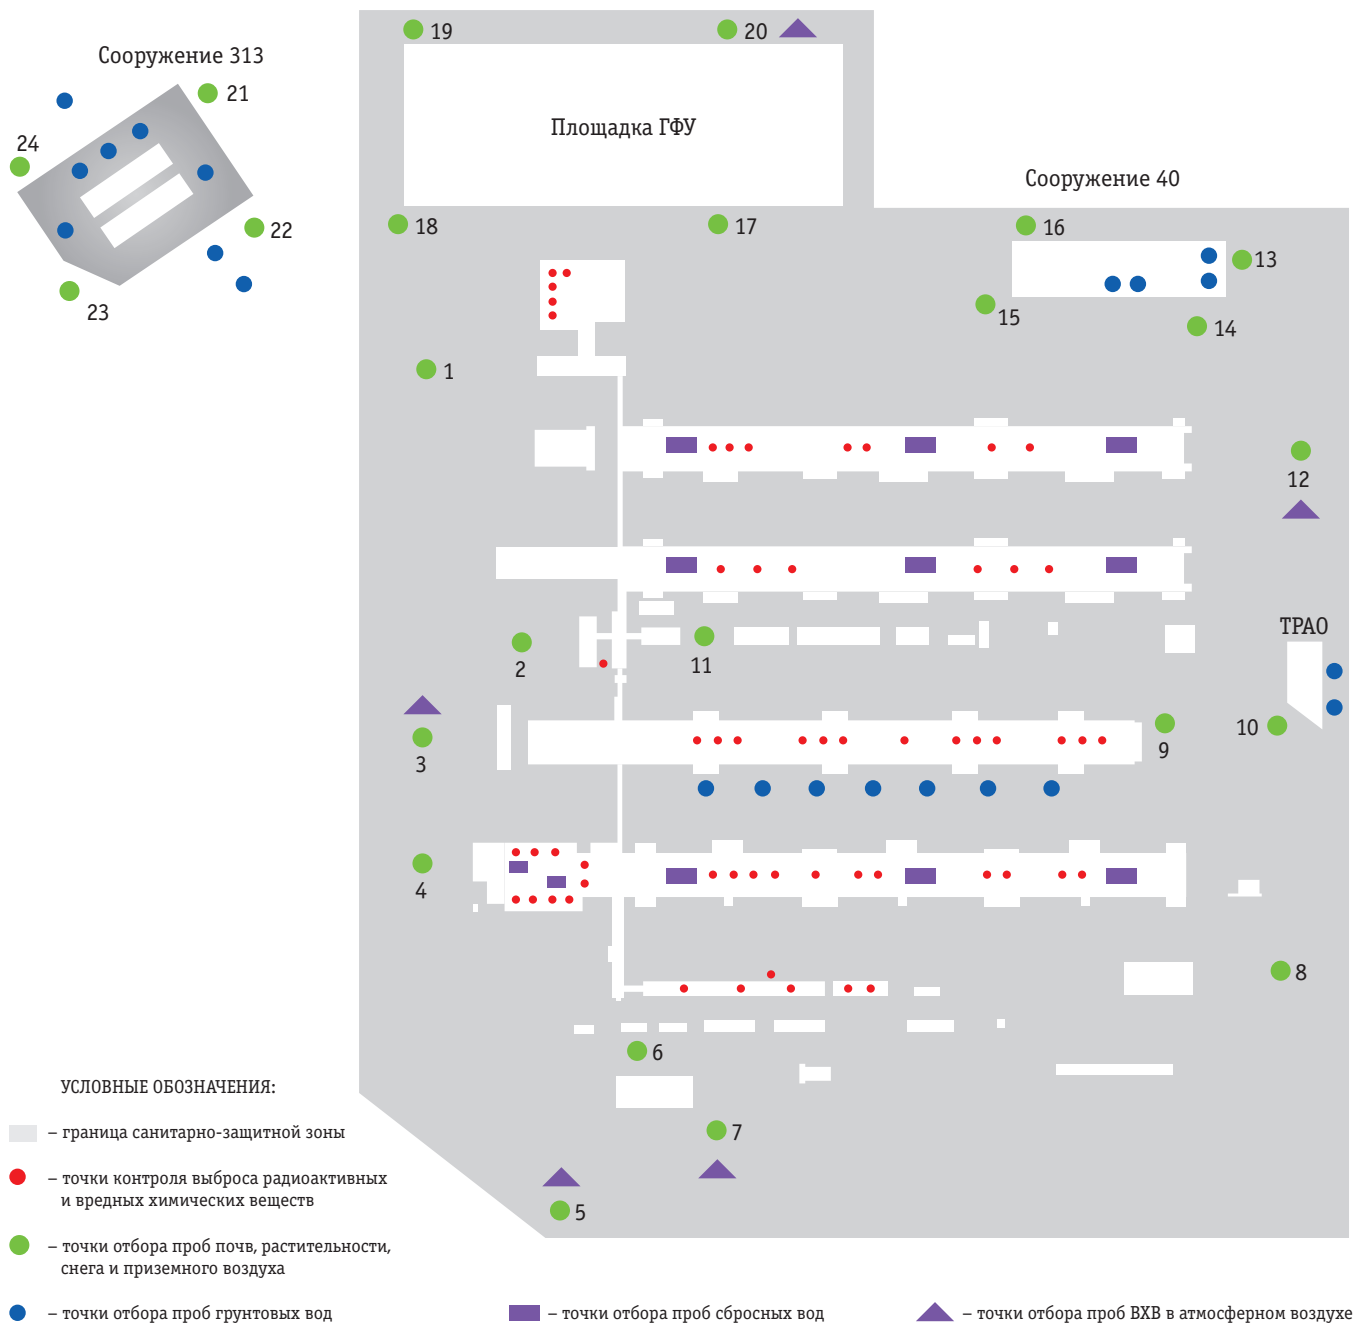 19
20
Сооружение 313
21
Площадка ГФУ
24
Сооружение 40
18
17
16
22
13
23
15
14
1
12
ТРАО
2
11
10
9
3
4
8
6
УСЛОВНЫЕ ОБОЗНАЧЕНИЯ:
– граница санитарно-защитной зоны
7
– точки контроля выброса радиоактивных
и вредных химических веществ
5
– точки отбора проб почв, растительности,
снега и приземного воздуха
– точки отбора проб грунтовых вод
– точки отбора проб сбросных вод
– точки отбора проб ВХВ в атмосферном воздухе